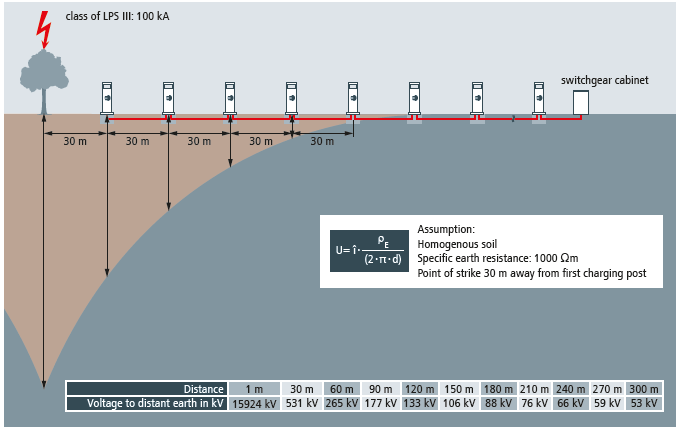 class of LPS III: 100 kA
switchgear cabinet
30 m 30 m 30 m 30 m 30 m
Assumption:
U= î · ρE / (2·π·d)
Homogenous soil
Specific earth resistance: 1000 Ωm
Point of strike 30 m away from first charging post
Distance 1 m 30 m 60 m 90 m 120 m 150 m 180 m 210 m 240 m 270 m 300 m
Voltage to distant earth in kV 15924 kV 531 kV 265 kV 177 kV 133 kV 106 kV 88 kV 76 kV 66 kV 59 kV 53 kV